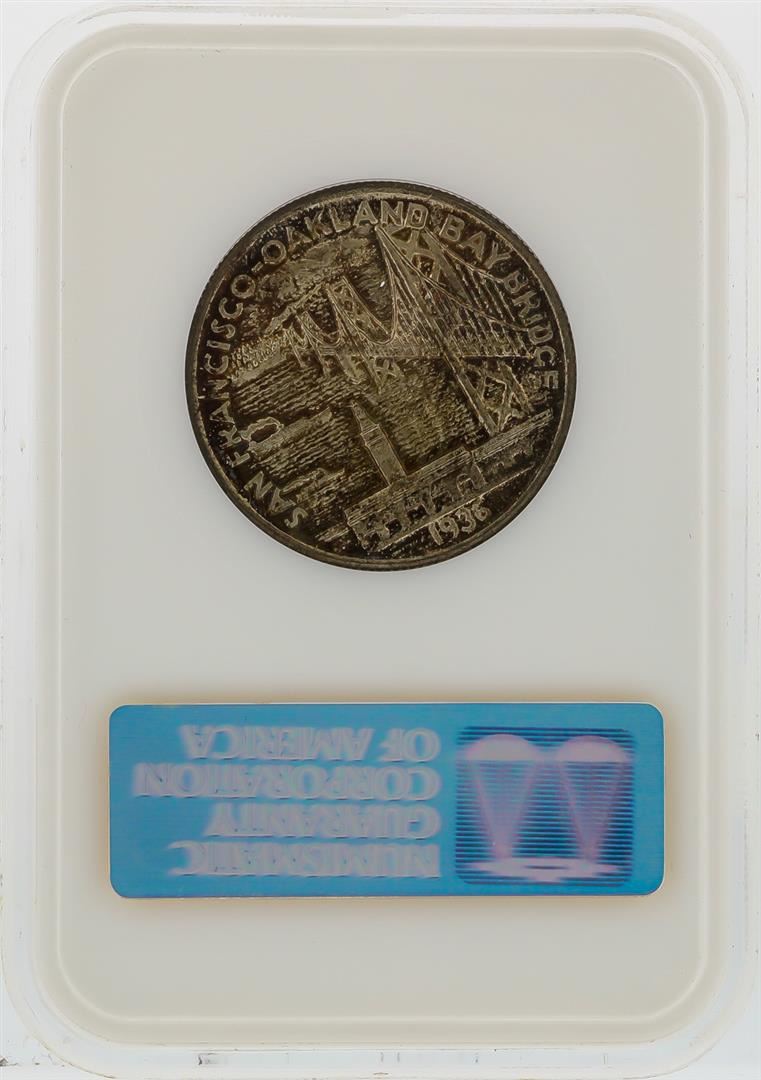 SAN FRANCISCO-OAKLAND BAY BRIDGE
1936
NUMISMATIC
GUARANTY
CORPORATION
OF AMERICA